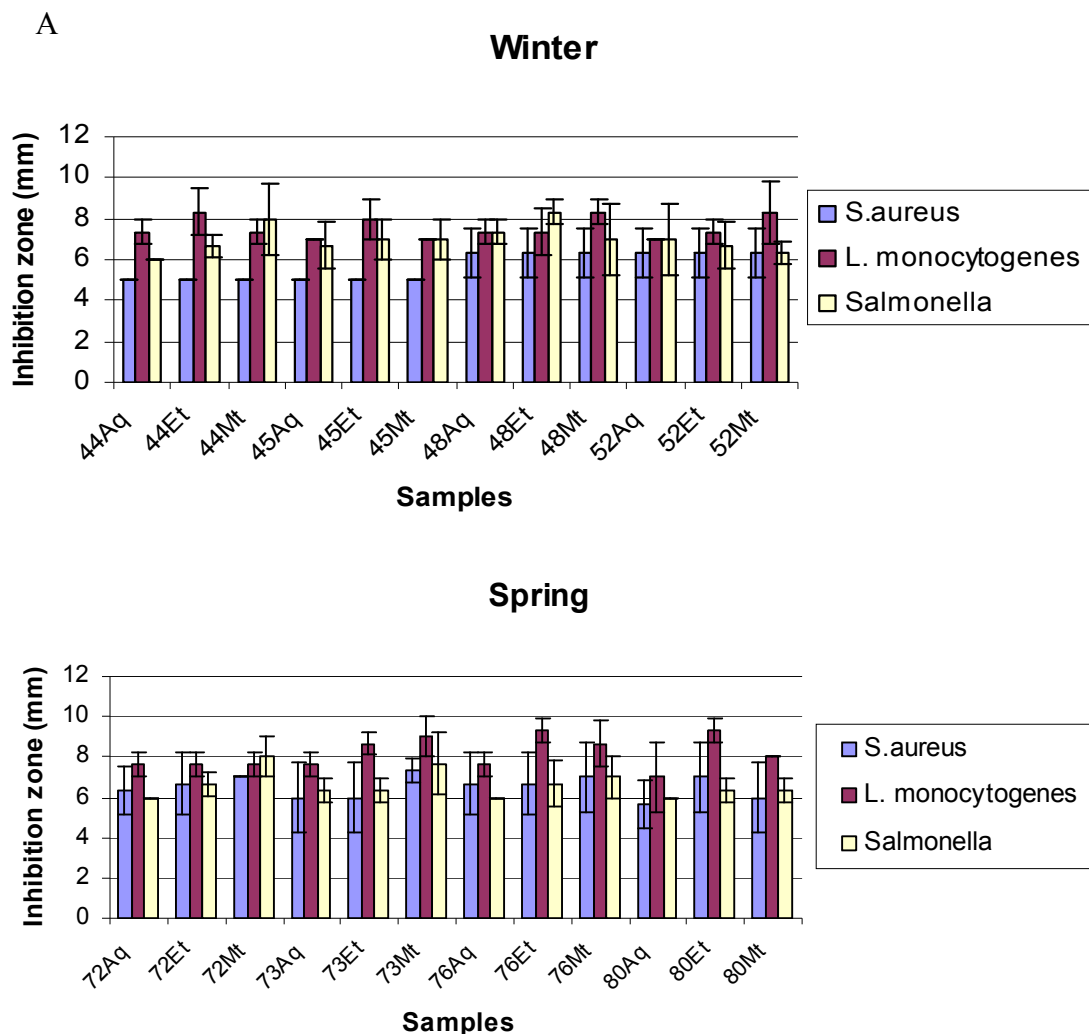 A
Winter
Inhibition zone (mm)
12
10
8
6
4
2
0
44Aq
44Et
44Mt
45Aq
45Et
45Mt
48Aq
48Et
48Mt
52Aq
52Et
52Mt
Samples
S.aureus
L. monocytogenes
Salmonella
Spring
Inhibition zone (mm)
12
10
8
6
4
2
0
72Aq
72Et
72Mt
73Aq
73Et
73Mt
76Aq
76Et
76Mt
80Aq
80Et
80Mt
Samples
S.aureus
L. monocytogenes
Salmonella